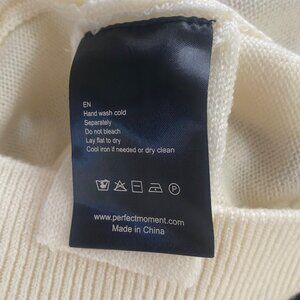 EN
Hand wash cold
Separately
Do not bleach
Lay flat to dry
Cool iron if needed or dry clean
P
www.perfectmoment.com
Made in China